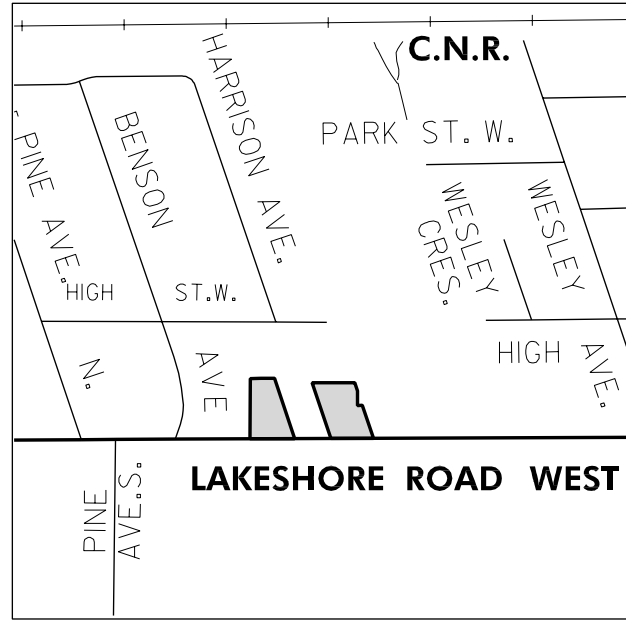 C.N.R.
HARRISON AVE.
PARK ST. W.
BENSON
AVE
PINE AVE.
N.
WESLEY
CRES.
WESLEY
AVE.
HIGH ST.W.
HIGH
LAKESHORE ROAD WEST
PINE
AVE.S.